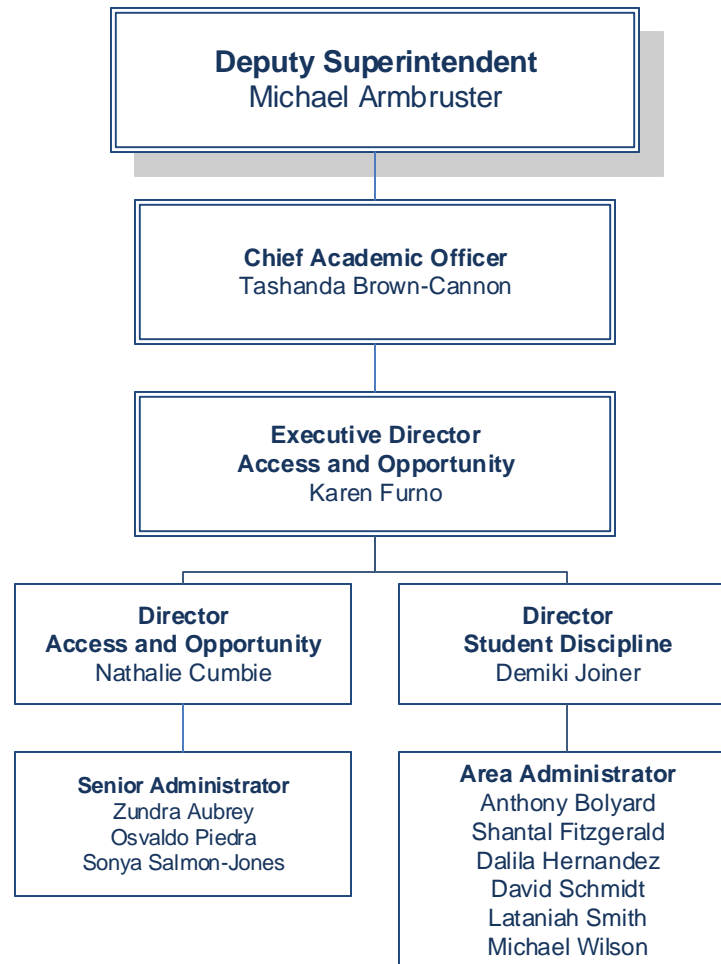 Deputy Superintendent
Michael Armbruster
Chief Academic Officer
Tashanda Brown-Cannon
Executive Director
Access and Opportunity
Karen Furno
Director
Access and Opportunity
Nathalie Cumbie
Director
Student Discipline
Demiki Joiner
Senior Administrator
Zundra Aubrey
Osvaldo Piedra
Sonya Salmon-Jones
Area Administrator
Anthony Bolyard
Shantal Fitzgerald
Dalila Hernandez
David Schmidt
Lataniah Smith
Michael Wilson